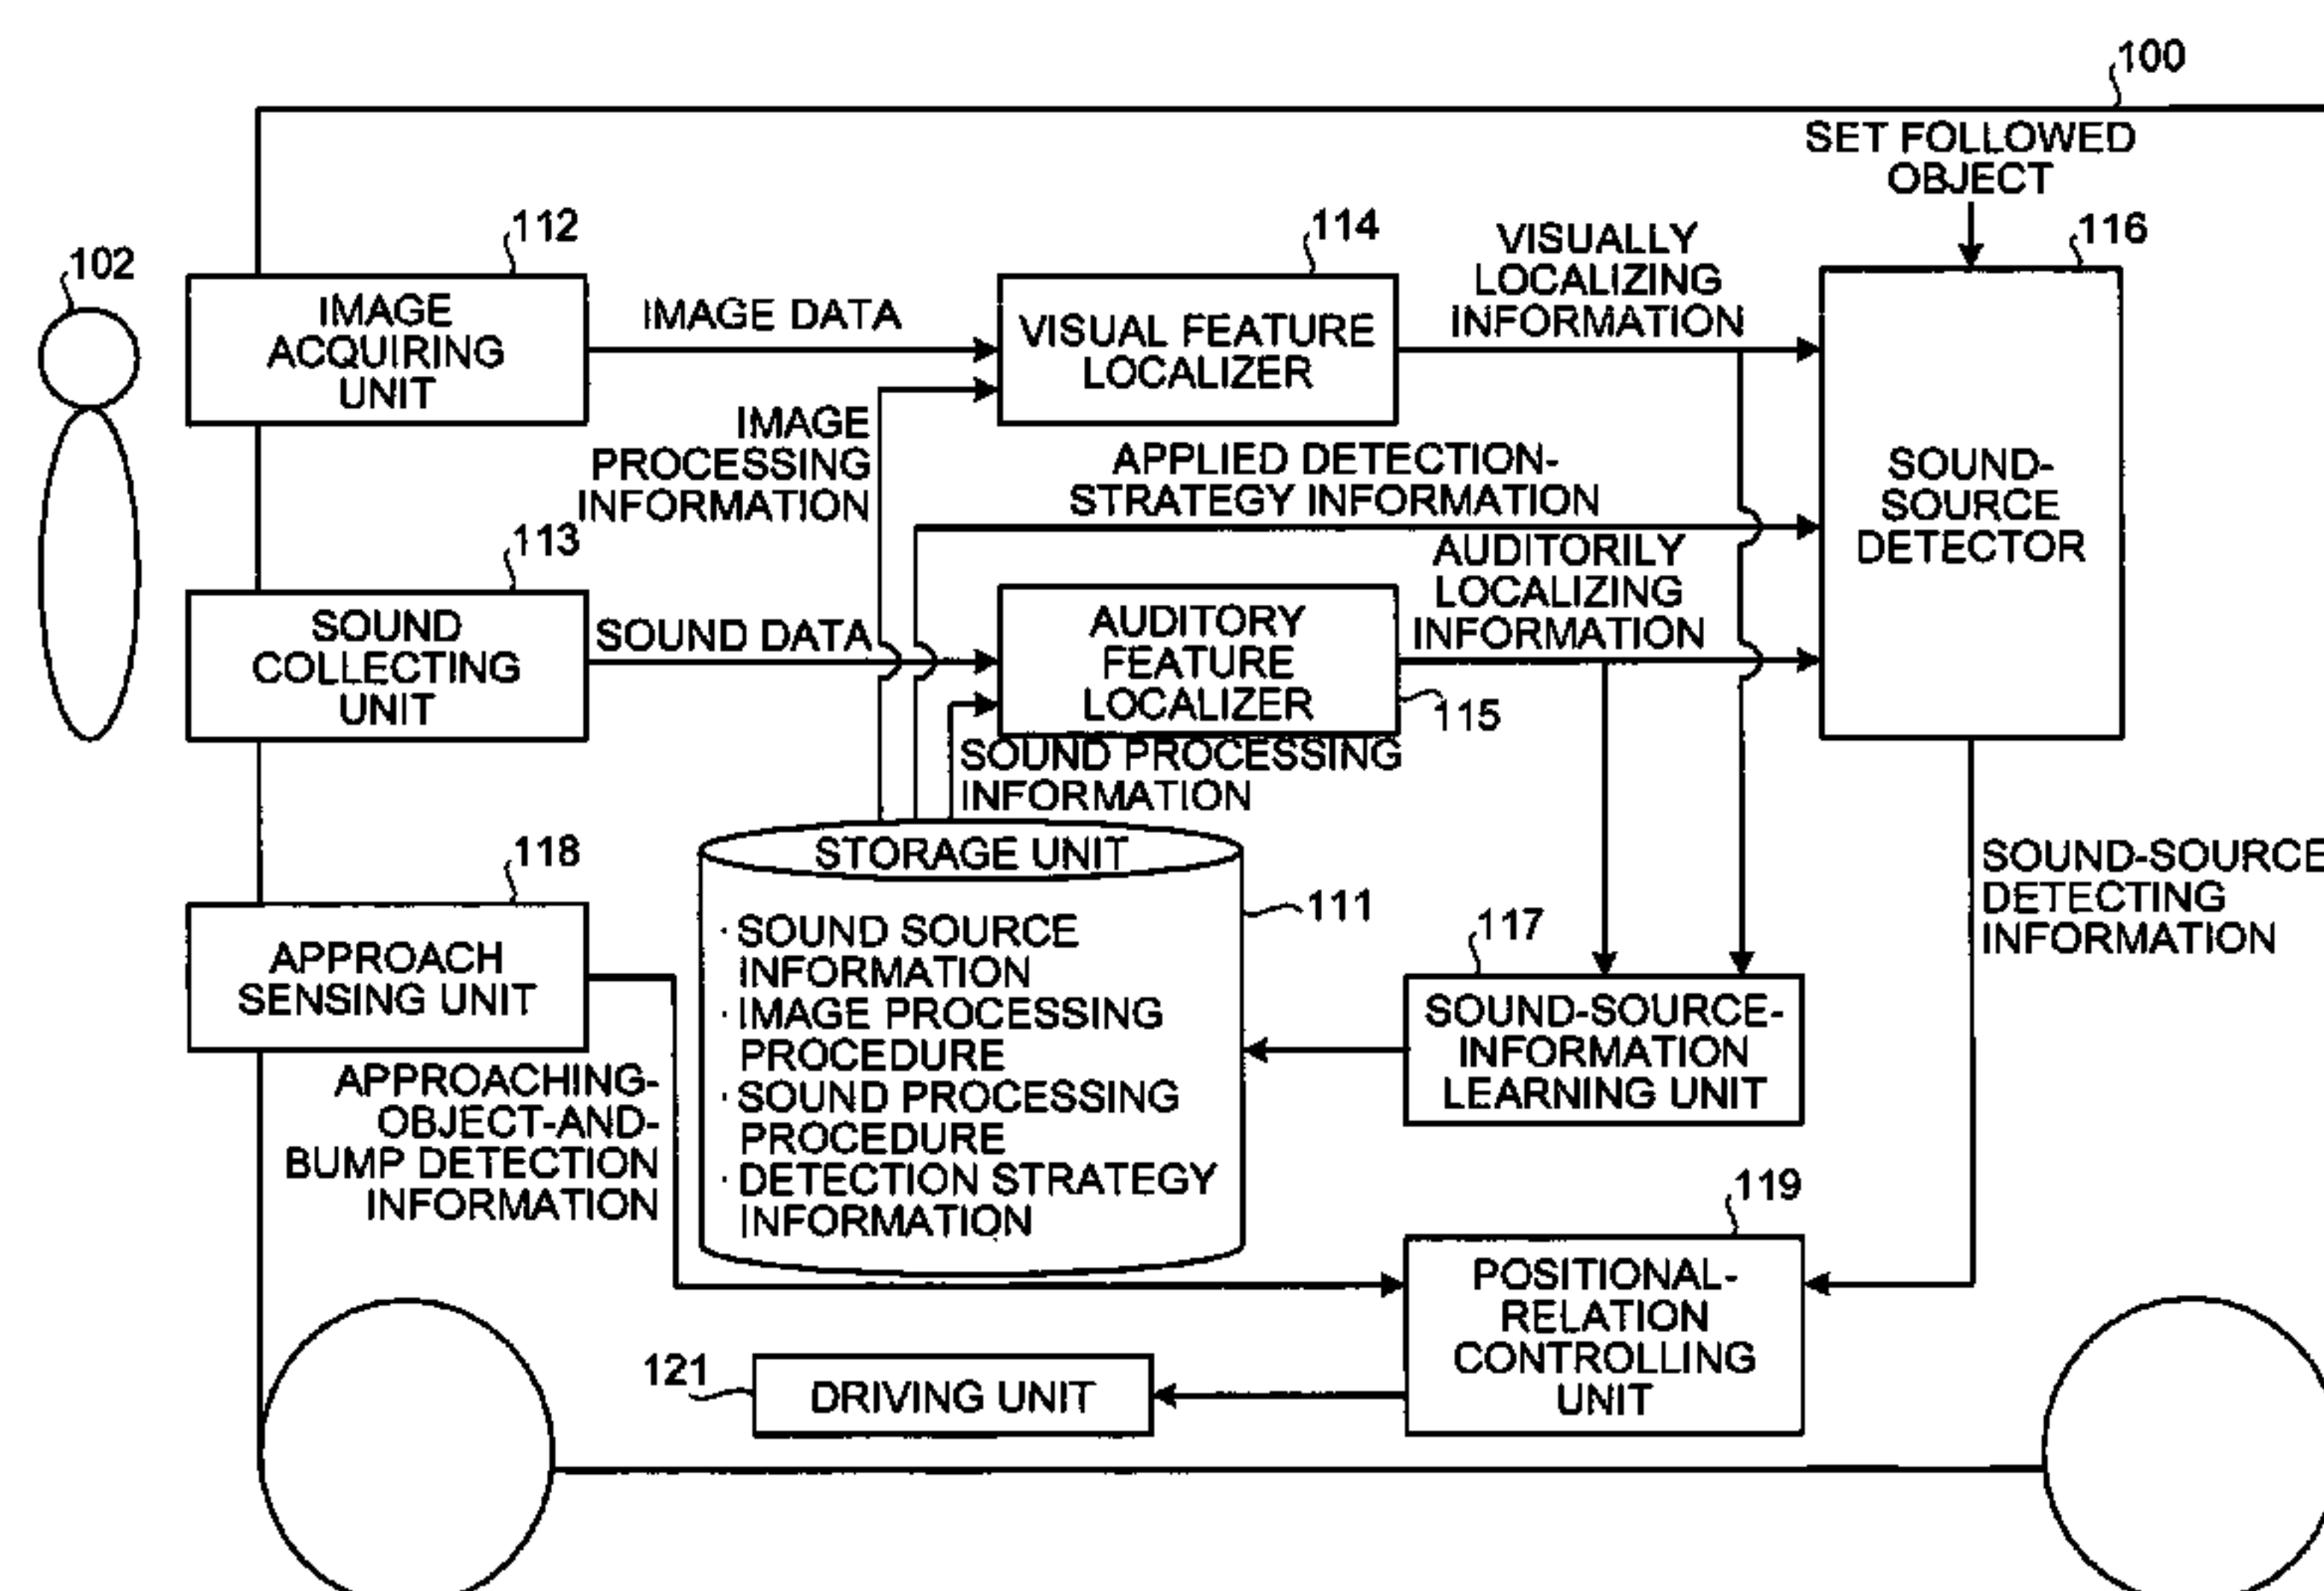 100
SET FOLLOWED
OBJECT
112
114
116
102
VISUALLY
LOCALIZING
INFORMATION
IMAGE
ACQUIRING
UNIT
IMAGE DATA
VISUAL FEATURE
LOCALIZER
IMAGE
PROCESSING
INFORMATION
APPLIED DETECTION-
STRATEGY INFORMATION
SOUND-
SOURCE
DETECTOR
113
AUDITORILY
LOCALIZING
INFORMATION
SOUND
COLLECTING
UNIT
SOUND DATA
AUDITORY
FEATURE
LOCALIZER
115
SOUND PROCESSING
INFORMATION
118
STORAGE UNIT
SOUND-SOURCE
DETECTING
INFORMATION
111
117
APPROACH
SENSING UNIT
· SOUND SOURCE
INFORMATION
· IMAGE PROCESSING
PROCEDURE
· SOUND PROCESSING
PROCEDURE
· DETECTION STRATEGY
INFORMATION
SOUND-SOURCE-
INFORMATION
LEARNING UNIT
APPROACHING-
OBJECT-AND-
BUMP DETECTION
INFORMATION
119
POSITIONAL-
RELATION
CONTROLLING
UNIT
121
DRIVING UNIT